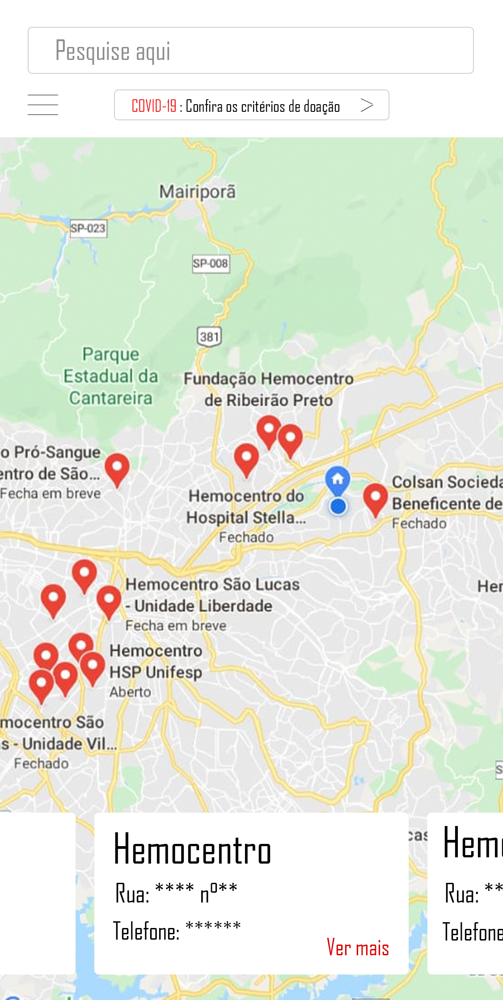 Pesquise aqui
COVID-19 : Confira os critérios de doação >
Mairiporã
SP-023
SP-008
381
Parque
Estadual da
Cantareira
Fundação Hemocentro
de Ribeirão Preto
o Pró-Sangue
entro de São...
Fecha em breve
Hemocentro do
Hospital Stella...
Fechado
Colsan Socieda
Beneficente de
Fechado
Hemocentro São Lucas
- Unidade Liberdade
Fecha em breve
Her
Hemocentro
HSP Unifesp
Aberto
mocentro São
s - Unidade Vil...
Fechado
S
cas
Hemocentro
Rua: **** nº**
Telefone: ******
Ver mais
Hemo
Rua: **
Telefone